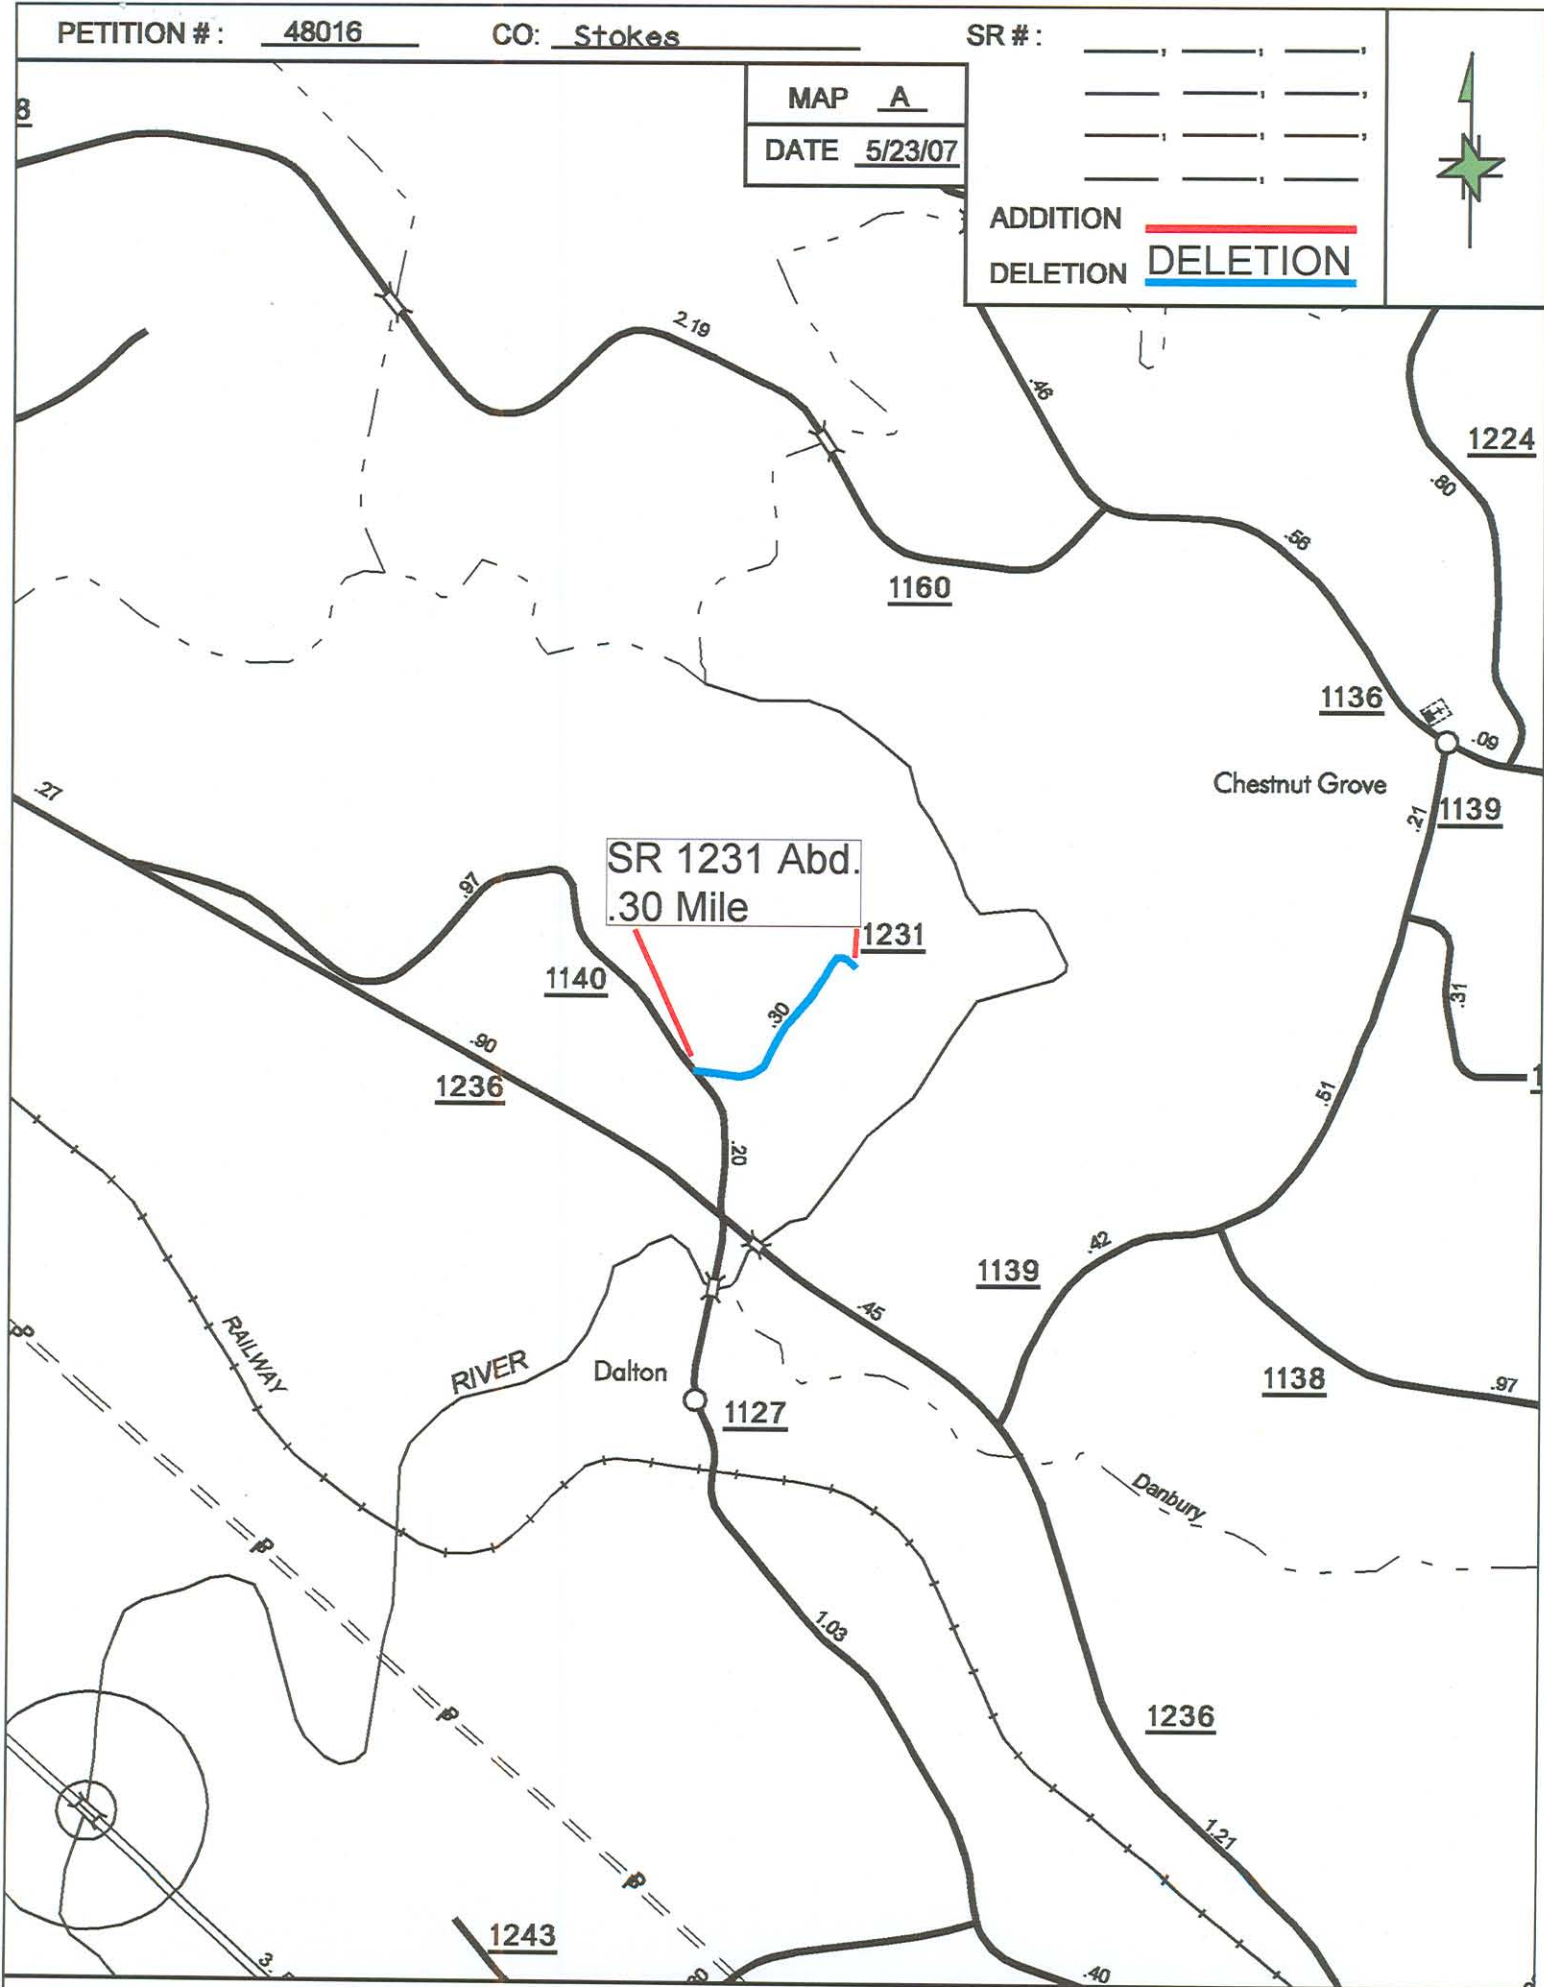 PETITION #: 48016 CO: Stokes SR #:
MAP A
DATE 5/23/07
ADDITION
DELETION DELETION
8
2.19
.46
1224
.80
.56
1160
1136
.09
Chestnut Grove
.27
.21
1139
SR 1231 Abd.
.30 Mile
.97
1231
1140
.30
.31
.90
1236
1
.51
.20
.42
1139
.45
RAILWAY
RIVER
Dalton
1138
.97
1127
Danbury
P
P
P
P
1.03
1236
1.21
1243
.40